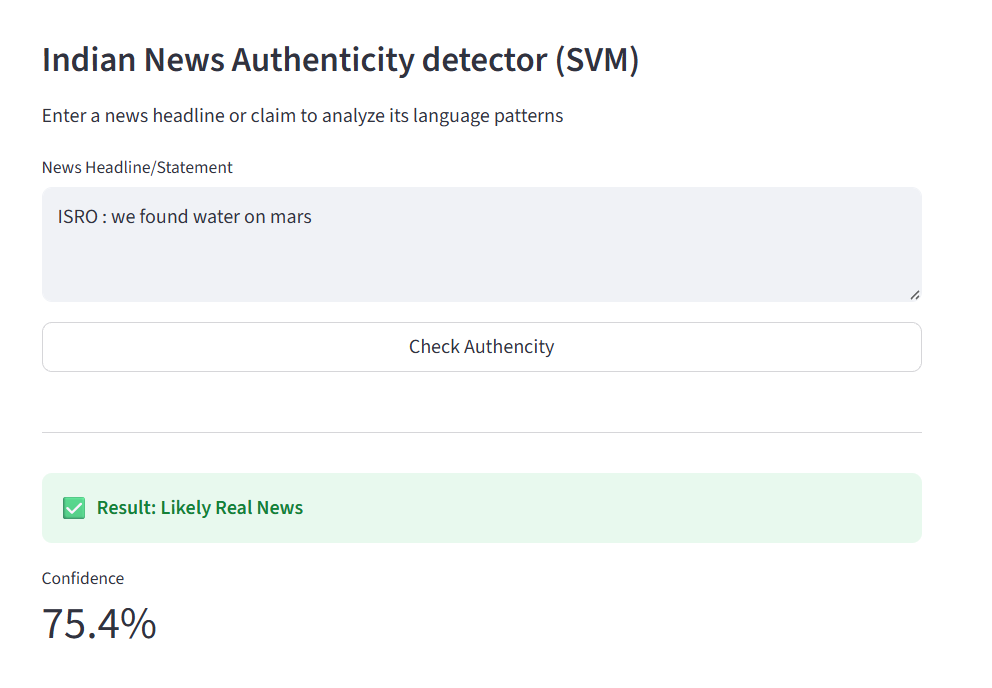 Indian News Authenticity detector (SVM)
Enter a news headline or claim to analyze its language patterns
News Headline/Statement
ISRO : we found water on mars
Check Authencity
Result: Likely Real News
Confidence
75.4%